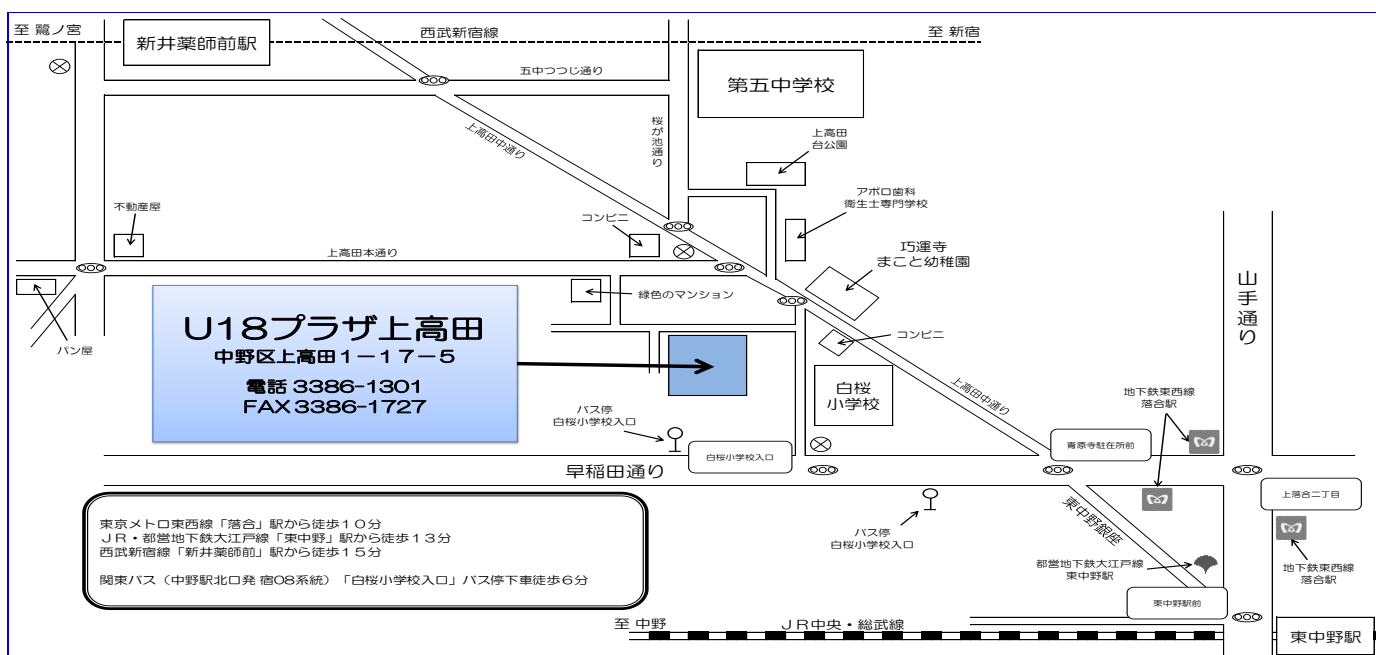 至 鷺ノ宮
新井薬師前駅
西武新宿線
至 新宿
五中つつじ通り
第五中学校
上高田中通り
桜が池通り
上高田
台公園
アポロ歯科
衛生士専門学校
不動産屋
コンビニ
上高田本通り
巧運寺
まこと幼稚園
山手通り
緑色のマンション
U18プラザ上高田
中野区上高田1－17－5
電話 3386-1301
FAX 3386-1727
パン屋
コンビニ
白桜
小学校
上高田中通り
地下鉄東西線
落合駅
バス停
白桜小学校入口
白桜小学校入口
青原寺駐在所前
早稲田通り
上落合二丁目
東中野銀座
バス停
白桜小学校入口
都営地下鉄大江戸線
東中野駅
地下鉄東西線
落合駅
東京メトロ東西線「落合」駅から徒歩10分
JR・都営地下鉄大江戸線「東中野」駅から徒歩13分
西武新宿線「新井薬師前」駅から徒歩15分
関東バス（中野駅北口発 宿08系統）「白桜小学校入口」バス停下車徒歩6分
東中野駅前
至 中野
JR中央・総武線
東中野駅